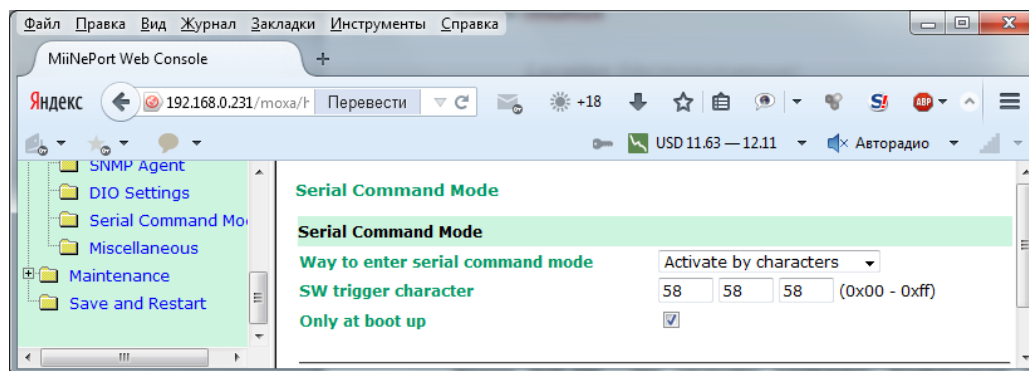 Файл Правка Вид Журнал Закладки Инструменты Справка
MiiNePort Web Console +
Яндекс 192.168.0.231/moxa/h Перевести +18 S! ABP
USD 11.63 — 12.11 Авторадио
SNMP Agent
DIO Settings
Serial Command Mo
Miscellaneous
Maintenance
Save and Restart
Serial Command Mode
Serial Command Mode
Way to enter serial command mode Activate by characters
SW trigger character 58 58 58 (0x00 - 0xff)
Only at boot up